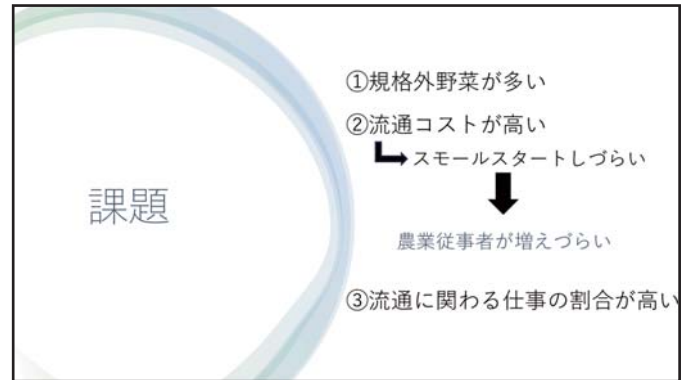 課題
①規格外野菜が多い
②流通コストが高い
スモールスタートしづらい
農業従事者が増えづらい
③流通に関わる仕事の割合が高い